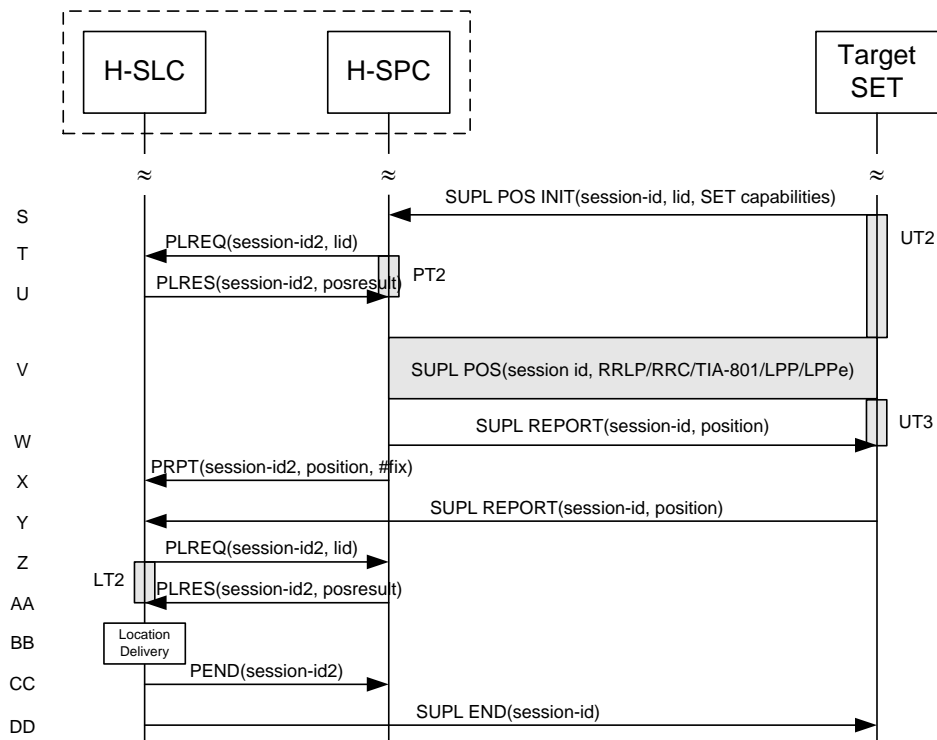 H-SLC
H-SPC
Target
SET
≈ ≈ ≈
S
SUPL POS INIT(session-id, lid, SET capabilities)
UT2
T
PLREQ(session-id2, lid)
PT2
U
PLRES(session-id2, posresult)
V
SUPL POS(session id, RRLP/RRC/TIA-801/LPP/LPPe)
UT3
W
SUPL REPORT(session-id, position)
X
PRPT(session-id2, position, #fix)
Y
SUPL REPORT(session-id, position)
Z
PLREQ(session-id2, lid)
LT2
AA
PLRES(session-id2, posresult)
BB
Location
Delivery
CC
PEND(session-id2)
DD
SUPL END(session-id)